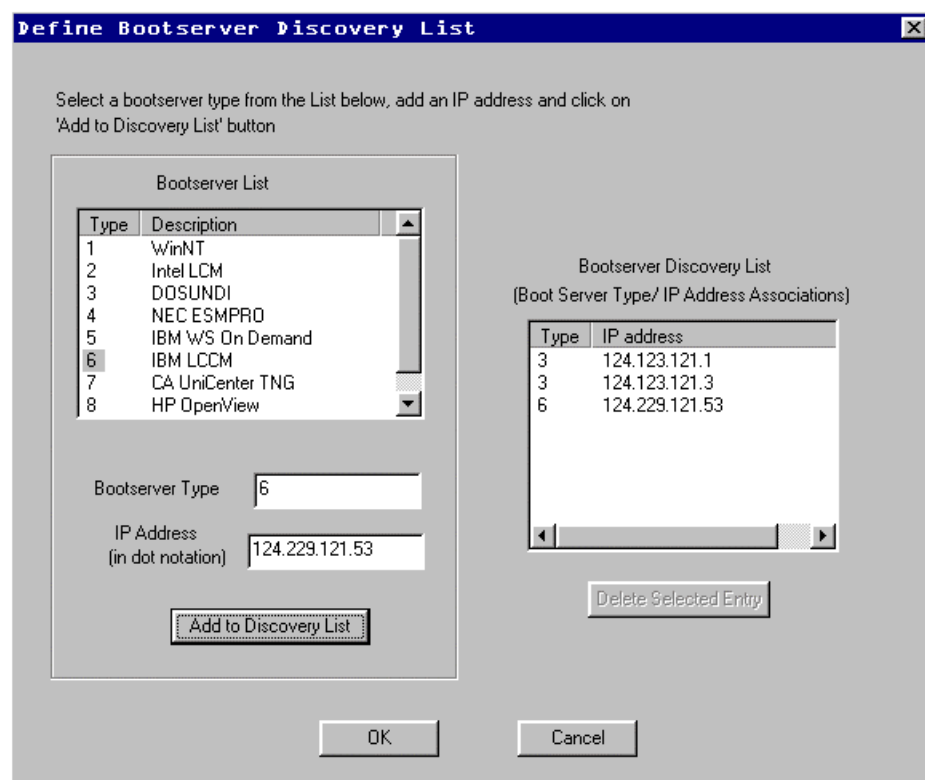 Define Bootserver Discovery List
Select a bootserver type from the List below, add an IP address and click on
'Add to Discovery List' button
Bootserver List
Type Description
1 WinNT
2 Intel LCM
3 DOSUNDI
4 NEC ESMPRO
5 IBM WS On Demand
6 IBM LCCM
7 CA UniCenter TNG
8 HP OpenView
Bootserver Type 6
IP Address
(in dot notation) 124.229.121.53
Add to Discovery List
Bootserver Discovery List
(Boot Server Type/ IP Address Associations)
Type IP address
3 124.123.121.1
3 124.123.121.3
6 124.229.121.53
Delete Selected Entry
OK Cancel